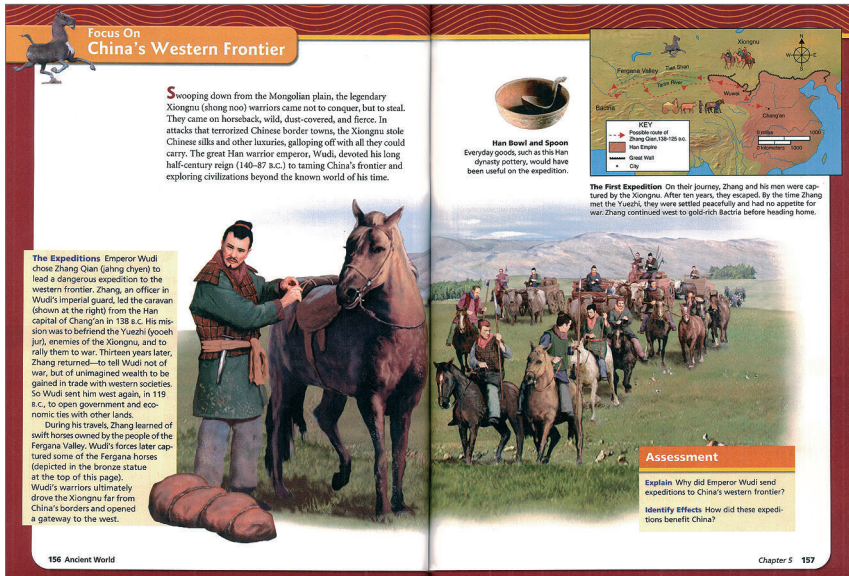 Focus On
China's Western Frontier
Swooping down from the Mongolian plain, the legendary
Xiongnu (shong noo) warriors came not to conquer, but to steal.
They came on horseback, wild, dust-covered, and fierce. In
attacks that terrorized Chinese border towns, the Xiongnu stole
Chinese silks and other luxuries, galloping off with all they could
carry. The great Han warrior emperor, Wudi, devoted his long
half-century reign (140–87 B.C.) to taming China's frontier and
exploring civilizations beyond the known world of his time.
The Expeditions Emperor Wudi
chose Zhang Qian (jahng chyen) to
lead a dangerous expedition to the
western frontier. Zhang, an officer in
Wudi's imperial guard, led the caravan
(shown at the right) from the Han
capital of Chang'an in 138 B.C. His mis-
sion was to befriend the Yuezhi (yooeh
jur), enemies of the Xiongnu, and to
rally them to war. Thirteen years later,
Zhang returned—to tell Wudi not of
war, but of unimagined wealth to be
gained in trade with western societies.
So Wudi sent him west again, in 119
B.C., to open government and eco-
nomic ties with other lands.
During his travels, Zhang learned of
swift horses owned by the people of the
Fergana Valley. Wudi's forces later cap-
tured some of the Fergana horses
(depicted in the bronze statue
at the top of this page).
Wudi's warriors ultimately
drove the Xiongnu far from
China's borders and opened
a gateway to the west.
156 Ancient World
Han Bowl and Spoon
Everyday goods, such as this Han
dynasty pottery, would have
been useful on the expedition.
Xiongnu
N
W
E
S
Fergana Valley
Tian Shan
Tarim River
Wuwei
Bactria
Chang'an
KEY
Possible route of
Zhang Qian, 138-125 B.C.
Han Empire
Great Wall
City
0 miles 1000
0 kilometers 1000
The First Expedition On their journey, Zhang and his men were cap-
tured by the Xiongnu. After ten years, they escaped. By the time Zhang
met the Yuezhi, they were settled peacefully and had no appetite for
war. Zhang continued west to gold-rich Bactria before heading home.
Assessment
Explain Why did Emperor Wudi send
expeditions to China's western frontier?
Identify Effects How did these expedi-
tions benefit China?
Chapter 5 157